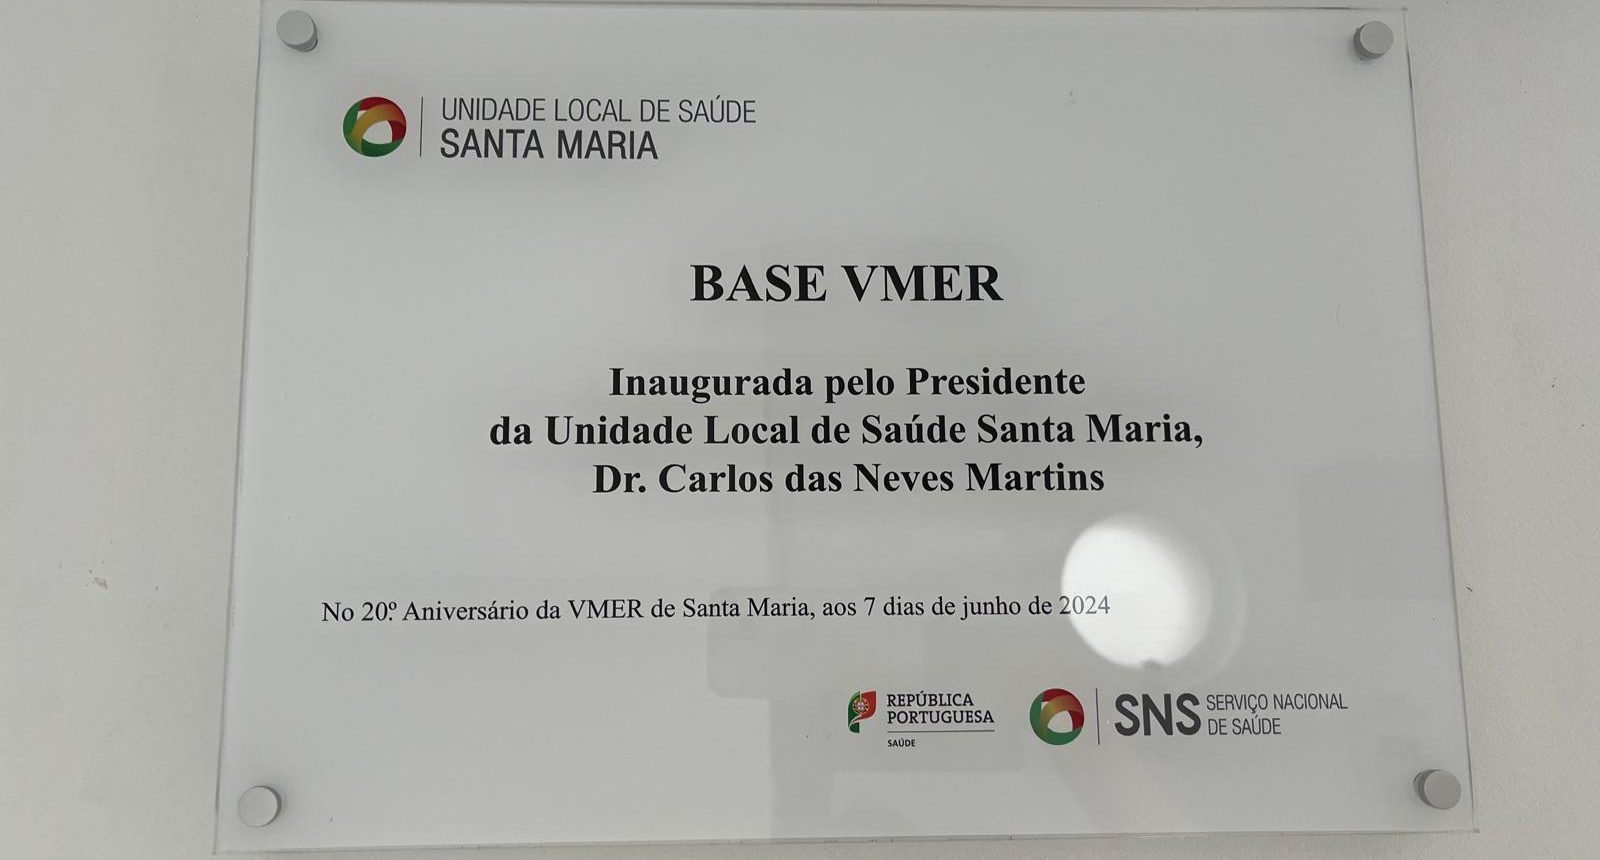 UNIDADE LOCAL DE SAÚDE
SANTA MARIA
BASE VMER
Inaugurada pelo Presidente
da Unidade Local de Saúde Santa Maria,
Dr. Carlos das Neves Martins
No 20.º Aniversário da VMER de Santa Maria, aos 7 dias de junho de 2024
REPÚBLICA
PORTUGUESA
SAÚDE
SNS SERVIÇO NACIONAL
DE SAÚDE